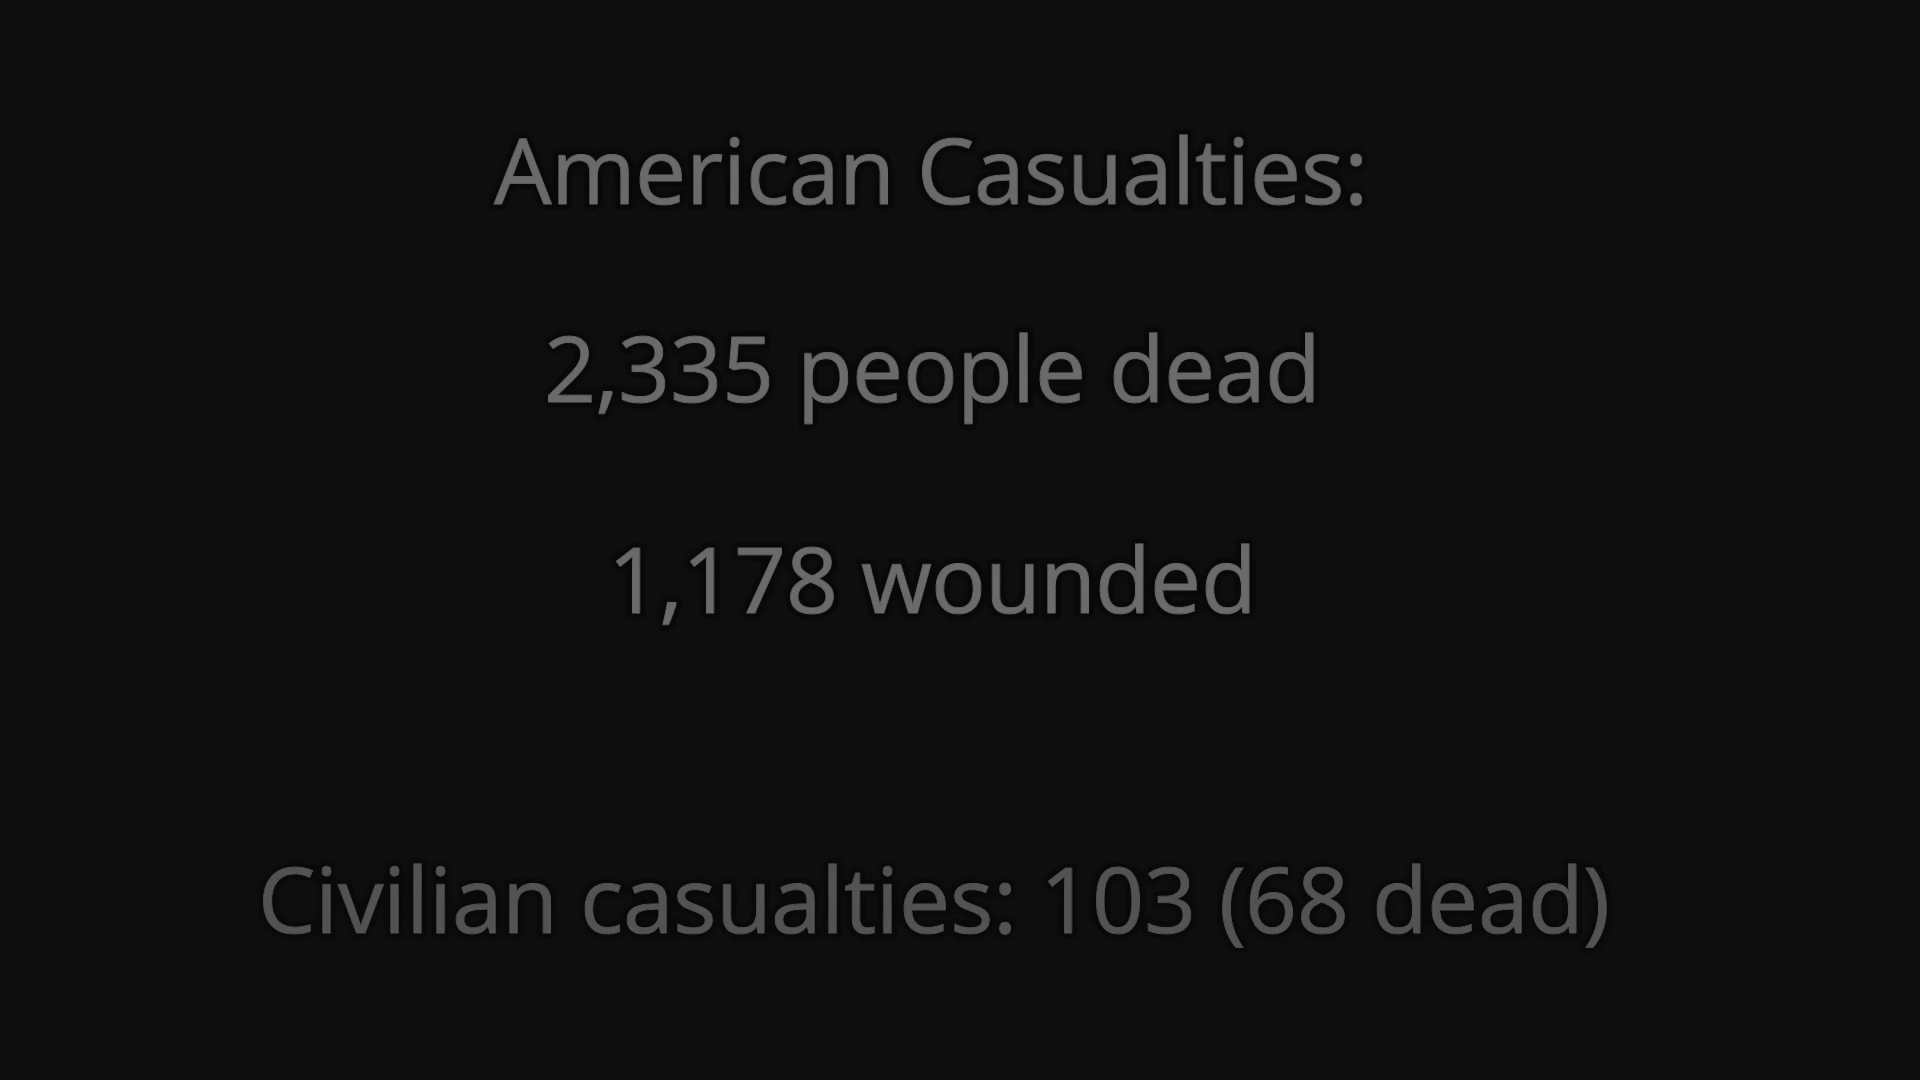 American Casualties:
2,335 people dead
1,178 wounded
Civilian casualties: 103 (68 dead)